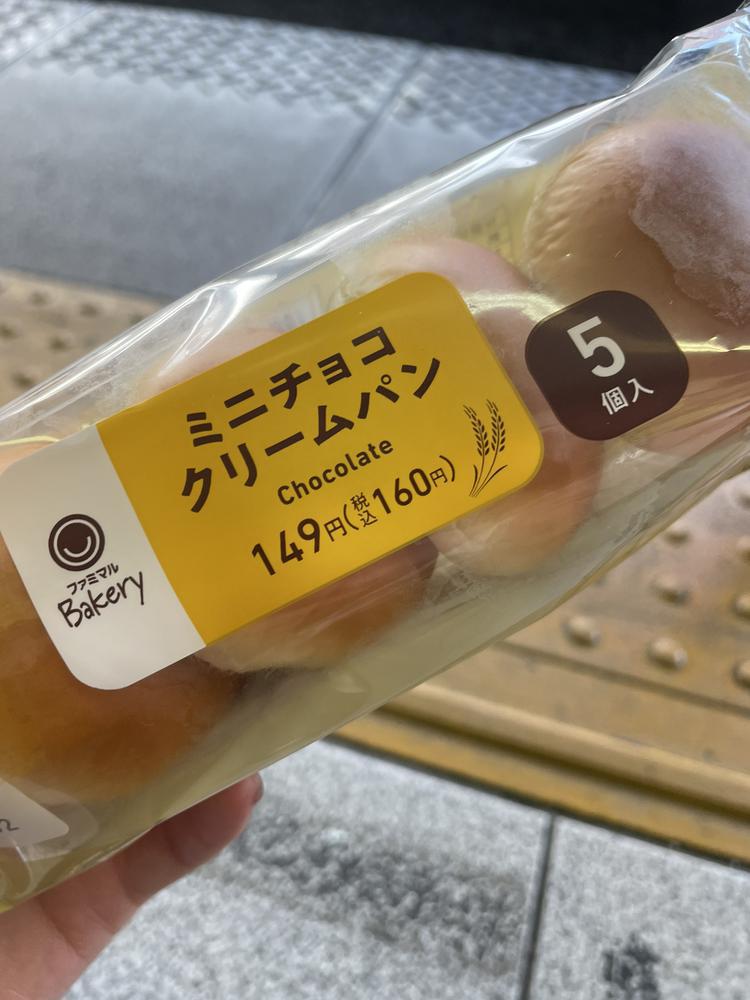 ミニチョコ
クリームパン
Chocolate
149円(税込160円)
5
個入
ファミマル
Bakery